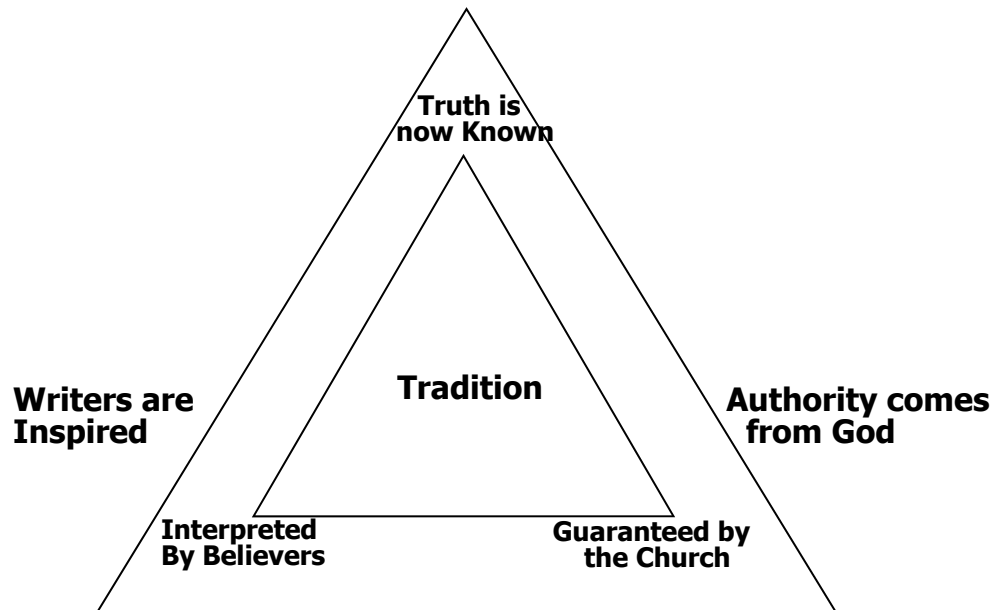 Truth is
now Known
Tradition
Writers are
Inspired
Authority comes
from God
Interpreted
By Believers
Guaranteed by
the Church